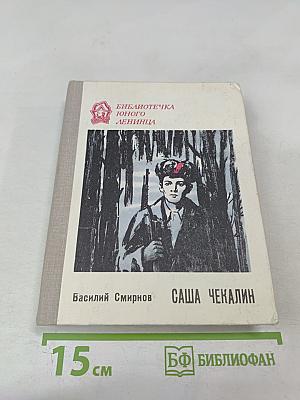 БИБЛИОТЕЧКА
ЮНОГО
ЛЕНИНЦА
Василий Смирнов САША ЧЕКАЛИН
15 см БФ БИБЛИОФАН